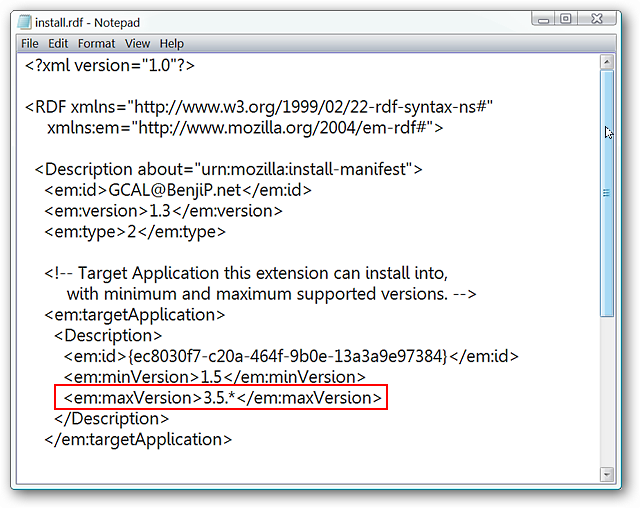 install.rdf - Notepad
File Edit Format View Help
<?xml version="1.0"?>
<RDF xmlns="http://www.w3.org/1999/02/22-rdf-syntax-ns#"
xmlns:em="http://www.mozilla.org/2004/em-rdf#">
<Description about="urn:mozilla:install-manifest">
<em:id>GCAL@BenjiP.net</em:id>
<em:version>1.3</em:version>
<em:type>2</em:type>
<!-- Target Application this extension can install into,
with minimum and maximum supported versions. -->
<em:targetApplication>
<Description>
<em:id>{ec8030f7-c20a-464f-9b0e-13a3a9e97384}</em:id>
<em:minVersion>1.5</em:minVersion>
<em:maxVersion>3.5.*</em:maxVersion>
</Description>
</em:targetApplication>